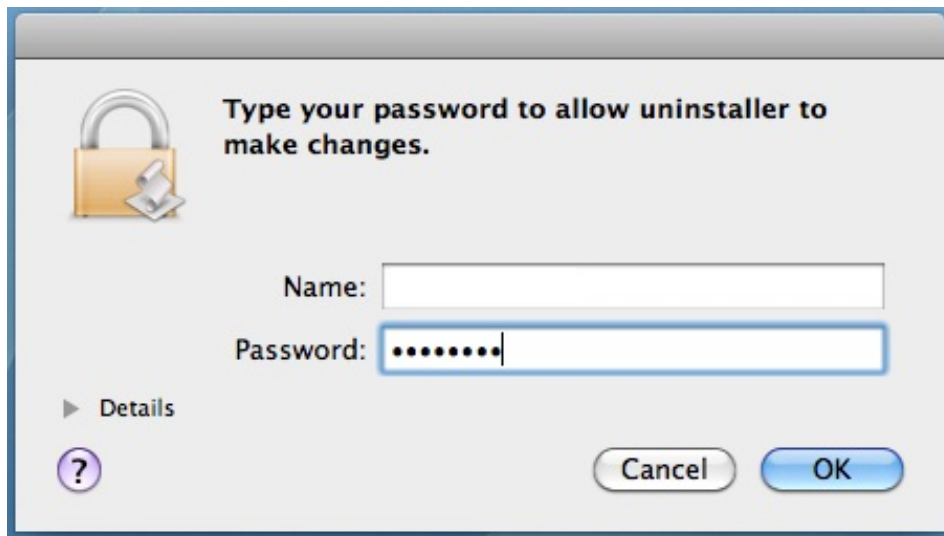 Type your password to allow uninstaller to
make changes.
Name:
Password: ••••••••
Details
?
Cancel
OK